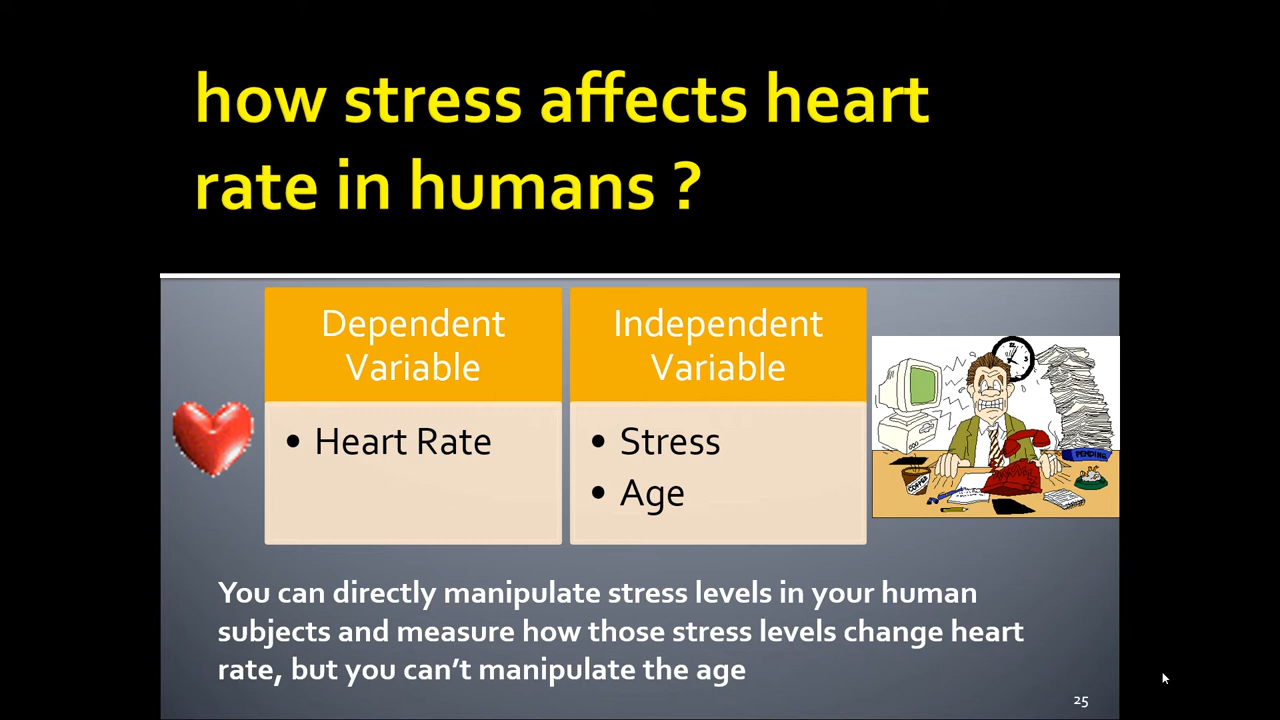 how stress affects heart
rate in humans ?
Dependent
Variable
Independent
Variable
• Heart Rate
• Stress
• Age
PENDING
You can directly manipulate stress levels in your human
subjects and measure how those stress levels change heart
rate, but you can't manipulate the age
25